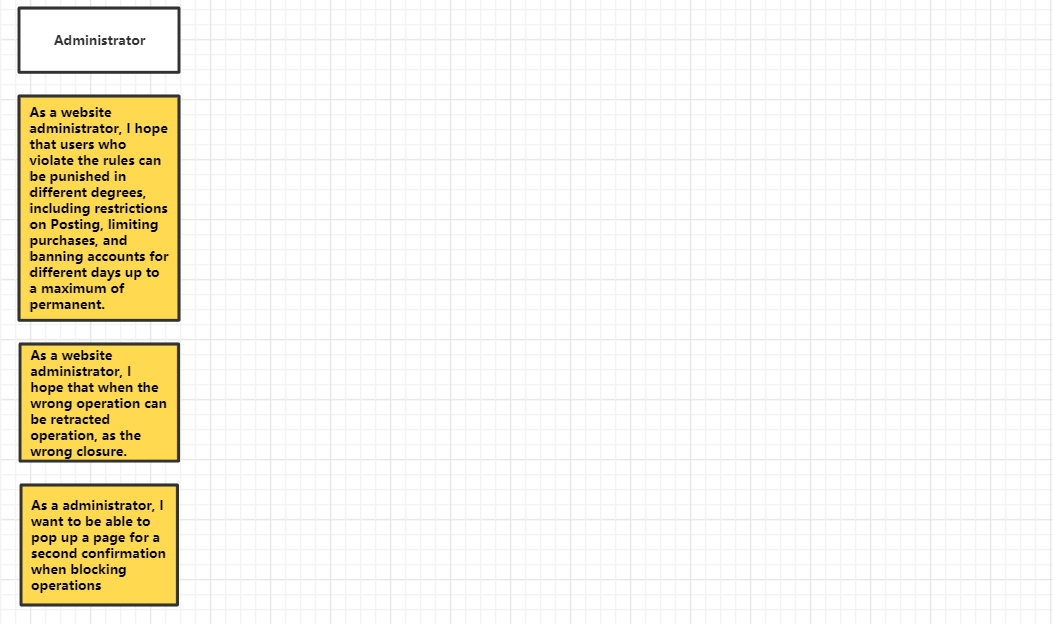 Administrator
As a website
administrator, I hope
that users who
violate the rules can
be punished in
different degrees,
including restrictions
on Posting, limiting
purchases, and
banning accounts for
different days up to
a maximum of
permanent.
As a website
administrator, I
hope that when the
wrong operation can
be retracted
operation, as the
wrong closure.
As a administrator, I
want to be able to
pop up a page for a
second confirmation
when blocking
operations